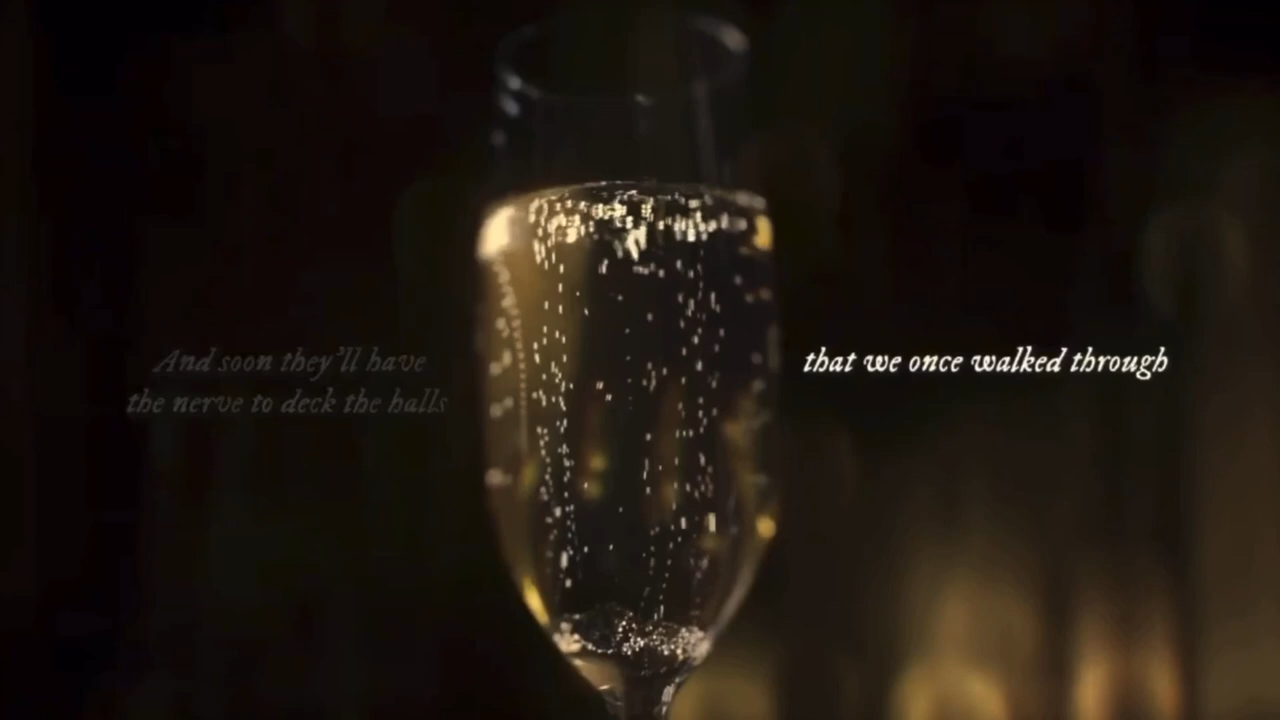 And soon they'll have
the nerve to deck the halls
that we once walked through